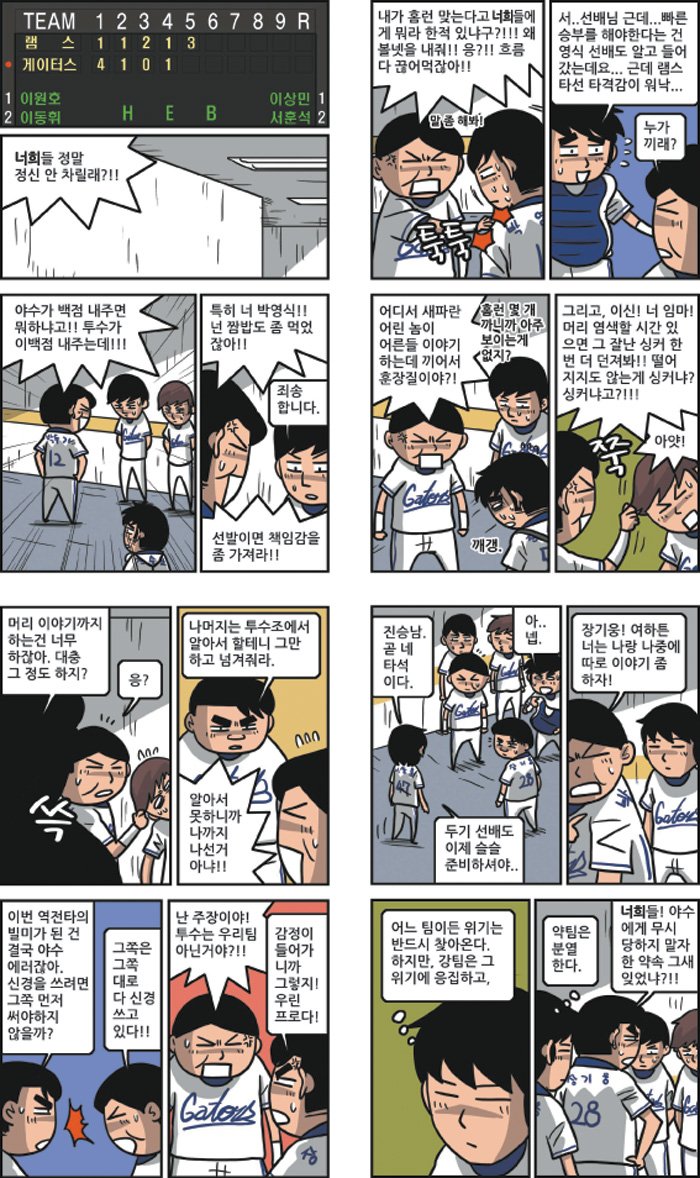 TEAM 1 2 3 4 5 6 7 8 9 R
램 스 1 1 2 1 3
게이터스 4 1 0 1
1 이원호 이상민 1
2 이동휘 H E B 서훈석 2
너희들 정말
정신 안 차릴래?!!
야수가 백점 내주면
뭐하냐고!! 투수가
이백점 내주는데!!!
12
특히 너 박영식!!
넌 짬밥도 좀 먹었
잖아!!
죄송
합니다.
선발이면 책임감을
좀 가져라!!
내가 홈런 맞는다고 너희들에
게 뭐라 한적 있냐구?!!! 왜
볼넷을 내줘!! 응?!! 흐름
다 끊어먹잖아!!
말 좀 해봐!
툭툭
서..선배님 근데...빠른
승부를 해야한다는 건
영식 선배도 알고 들어
갔는데요... 근데 램스
타선 타격감이 워낙...
누가
끼래?
어디서 새파란
어린 놈이
어른들 이야기
하는데 끼어서
훈장질이야?!
홈런 몇 개
까니까 아주
보이는게
없지?
Gators
깨갱.
그리고, 이신! 너 임마!
머리 염색할 시간 있
으면 그 잘난 싱커 한
번 더 던져봐!! 떨어
지지도 않는게 싱커냐?
싱커냐고?!!!
아얏!
쭉
머리 이야기까지
하는건 너무
하잖아. 대충
그 정도 하지?
응?
쓱
나머지는 투수조에서
알아서 할테니 그만
하고 넘겨줘라.
알아서
못하니까
나까지
나선거
아냐!!
이번 역전타의
빌미가 된 건
결국 야수
에러잖아.
신경을 쓰려면
그쪽 먼저
써야하지
않을까?
그쪽은
그쪽
대로
다 신경
쓰고
있다!!
난 주장이야!
투수는 우리팀
아닌거야?!!
Gators
감정이
들어가
니까
그렇지!
우린
프로다!
진승남.
곧 네
타석
이다.
아..
넵.
28
두기 선배도
이제 슬슬
준비하셔야..
장기웅! 여하튼
너는 나랑 나중에
따로 이야기 좀
하자!
Gators
어느 팀이든 위기는
반드시 찾아온다.
하지만, 강팀은 그
위기에 응집하고,
약팀은
분열
한다.
너희들! 야수
에게 무시
당하지 말자
한 약속 그새
잊었냐?!!
장기웅
28